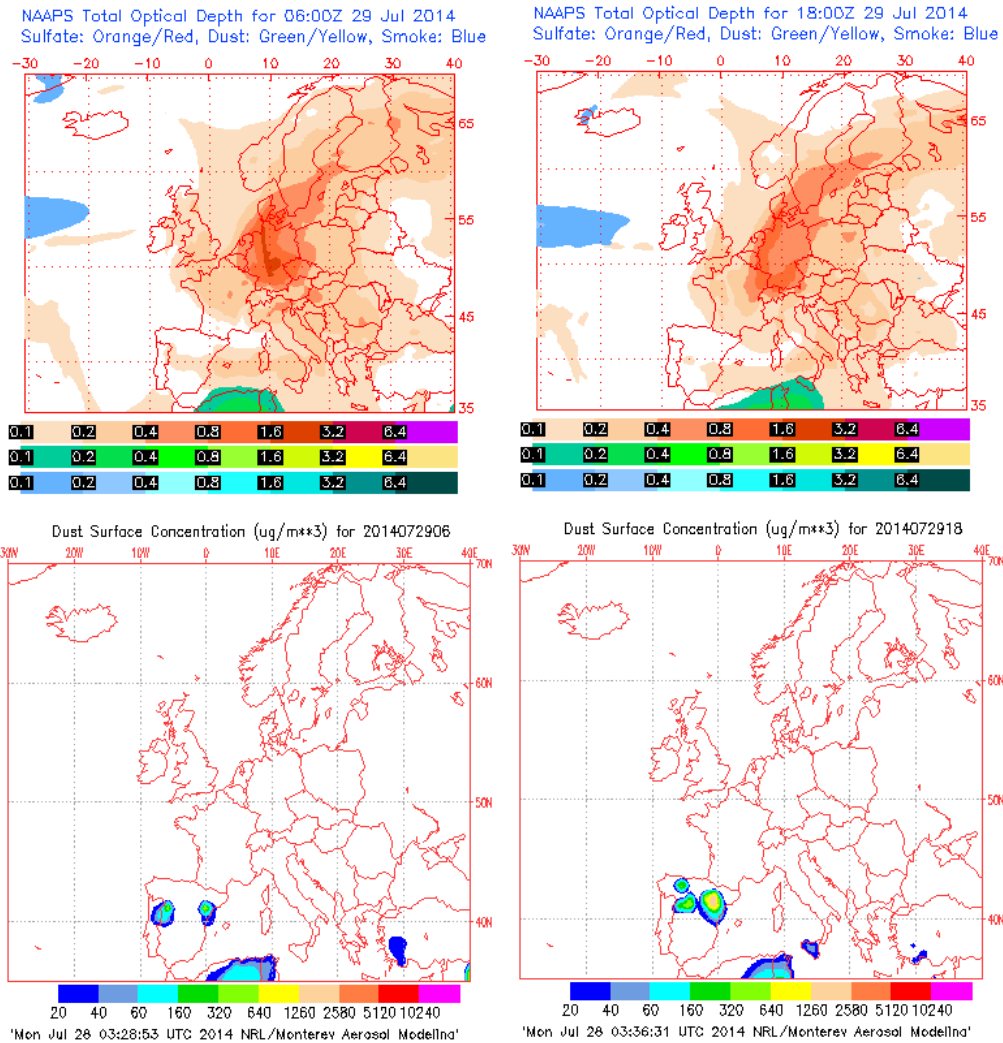 NAAPS Total Optical Depth for 06:00Z 29 Jul 2014
Sulfate: Orange/Red, Dust: Green/Yellow, Smoke: Blue
-30 -20 -10 0 10 20 30 40
65
55
45
35
0.1 0.2 0.4 0.8 1.6 3.2 6.4
0.1 0.2 0.4 0.8 1.6 3.2 6.4
0.1 0.2 0.4 0.8 1.6 3.2 6.4
NAAPS Total Optical Depth for 18:00Z 29 Jul 2014
Sulfate: Orange/Red, Dust: Green/Yellow, Smoke: Blue
-30 -20 -10 0 10 20 30 40
65
55
45
35
0.1 0.2 0.4 0.8 1.6 3.2 6.4
0.1 0.2 0.4 0.8 1.6 3.2 6.4
0.1 0.2 0.4 0.8 1.6 3.2 6.4
Dust Surface Concentration (ug/m**3) for 2014072906
30W 20W 10W 0 10E 20E 30E 40E
70N
60N
50N
40N
20 40 60 160 320 640 1260 2580 5120 10240
'Mon Jul 28 03:28:53 UTC 2014 NRL/Monterey Aerosol Modeling'
Dust Surface Concentration (ug/m**3) for 2014072918
30W 20W 10W 0 10E 20E 30E 40E
70N
60N
50N
40N
20 40 60 160 320 640 1260 2580 5120 10240
'Mon Jul 28 03:36:31 UTC 2014 NRL/Monterey Aerosol Modeling'